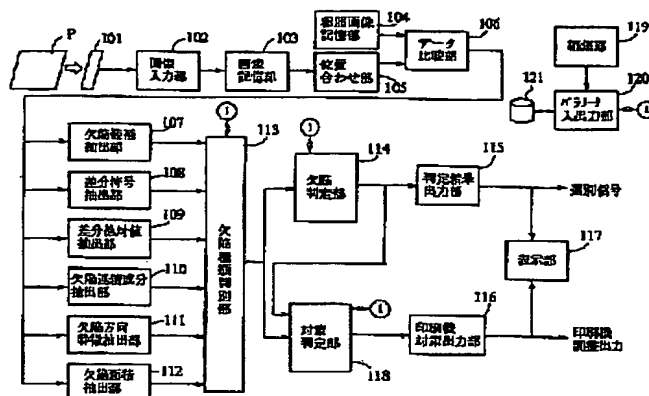 P
101
102
画像
入力部
103
画像
記憶部
104
基準画像
記憶部
105
位置
合わせ部
106
データ
比較部
119
120
パラメータ
入出力部
121
1
107
欠陥候補
抽出部
108
差分符号
抽出部
109
差分絶対値
抽出部
110
欠陥連続成分
抽出部
111
欠陥方向
特徴抽出部
112
欠陥面積
抽出部
1
113
欠陥種類判別部
1
114
欠陥
判定部
115
判定結果
出力部
選別信号
117
表示部
1
118
対策
判定部
116
印刷機
対策出力部
印刷機
調整出力